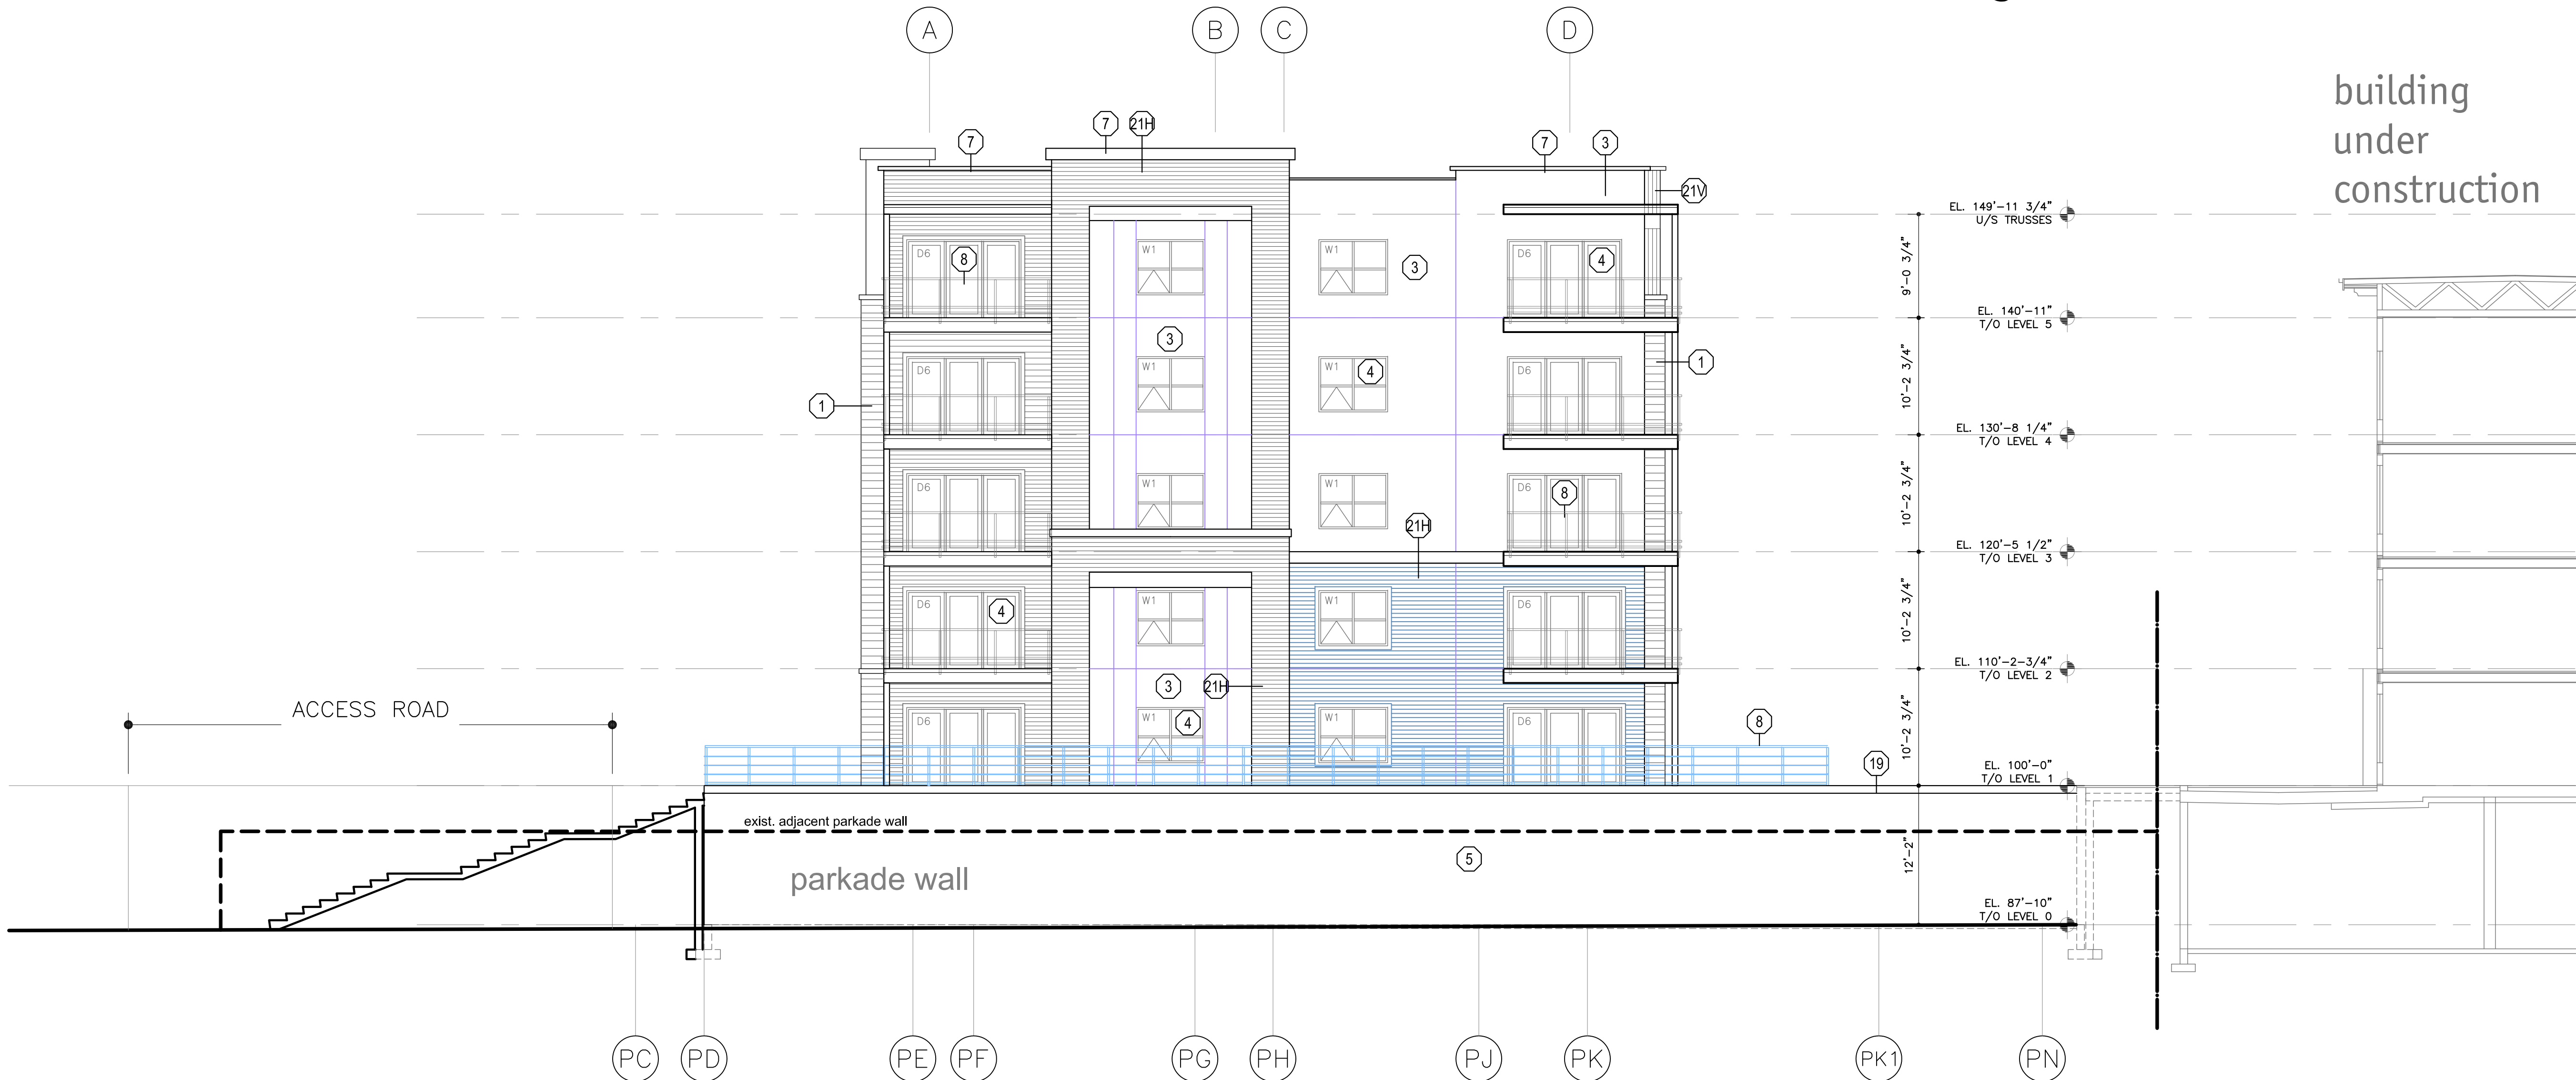 A
B
C
D
building
under
construction
7
21H
7
7
3
21V
EL. 149'-11 3/4"
U/S TRUSSES
9'-0 3/4"
D6
8
W1
W1
3
D6
4
EL. 140'-11"
T/O LEVEL 5
3
10'-2 3/4"
D6
W1
W1
4
D6
1
1
EL. 130'-8 1/4"
T/O LEVEL 4
10'-2 3/4"
D6
W1
W1
D6
8
21H
EL. 120'-5 1/2"
T/O LEVEL 3
10'-2 3/4"
D6
4
W1
W1
D6
EL. 110'-2-3/4"
T/O LEVEL 2
3
21H
ACCESS ROAD
10'-2 3/4"
D6
W1
4
W1
D6
8
19
EL. 100'-0"
T/O LEVEL 1
exist. adjacent parkade wall
5
12'-2"
parkade wall
EL. 87'-10"
T/O LEVEL 0
PC
PD
PE
PF
PG
PH
PJ
PK
PK1
PN